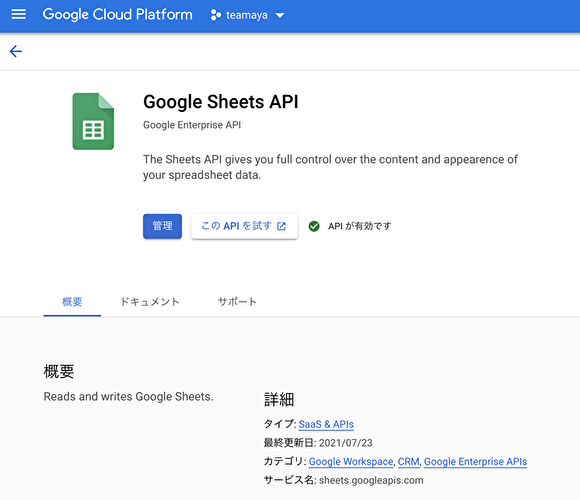 Google Cloud Platform teamaya
Google Sheets API
Google Enterprise API
The Sheets API gives you full control over the content and appearence of
your spreadsheet data.
管理 この API を試す API が有効です
概要 ドキュメント サポート
概要
Reads and writes Google Sheets.
詳細
タイプ: SaaS & APIs
最終更新日: 2021/07/23
カテゴリ: Google Workspace, CRM, Google Enterprise APIs
サービス名: sheets.googleapis.com